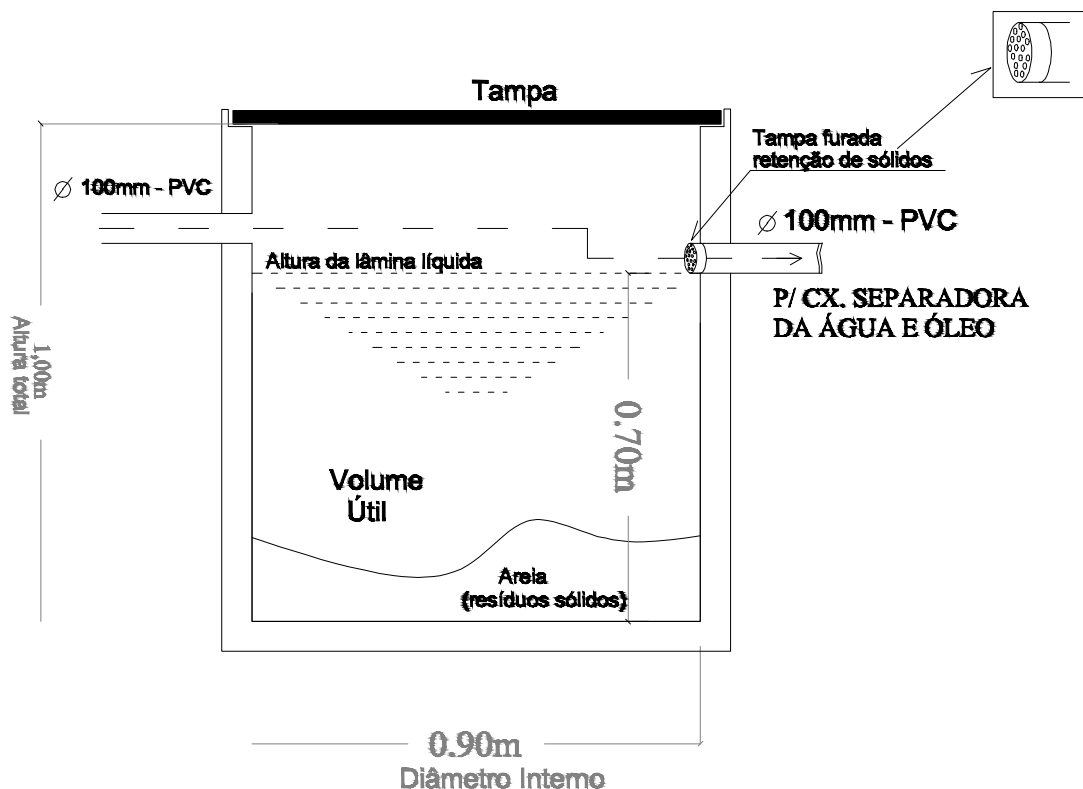 Tampa
Tampa furada
retenção de sólidos
Ø 100mm - PVC
Ø 100mm - PVC
Altura da lâmina líquida
P/ CX. SEPARADORA
DA ÁGUA E ÓLEO
1,00m
Altura total
0.70m
Volume
Útil
Areia
(resíduos sólidos)
0.90m
Diâmetro Interno